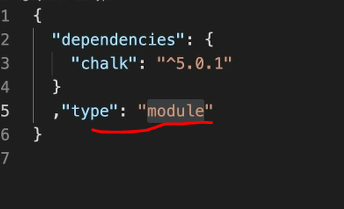 1 {
2 "dependencies": {
3 "chalk": "^5.0.1"
4 }
5 ,"type": "module"
6 }
7